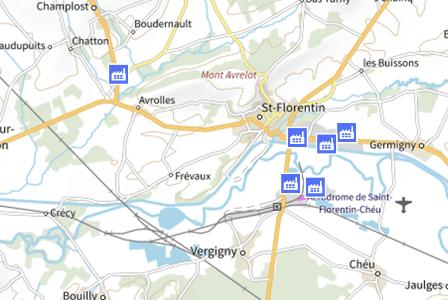 Champlost
Boudernault
Chatton
audupuits
les Buissons
Mont Avrelot
Avrolles
St-Florentin
Germigny
Frévaux
Aérodrome de Saint-
Florentin-Chéu
Crécy
Vergigny
Chéu
Jaulges
Bouilly